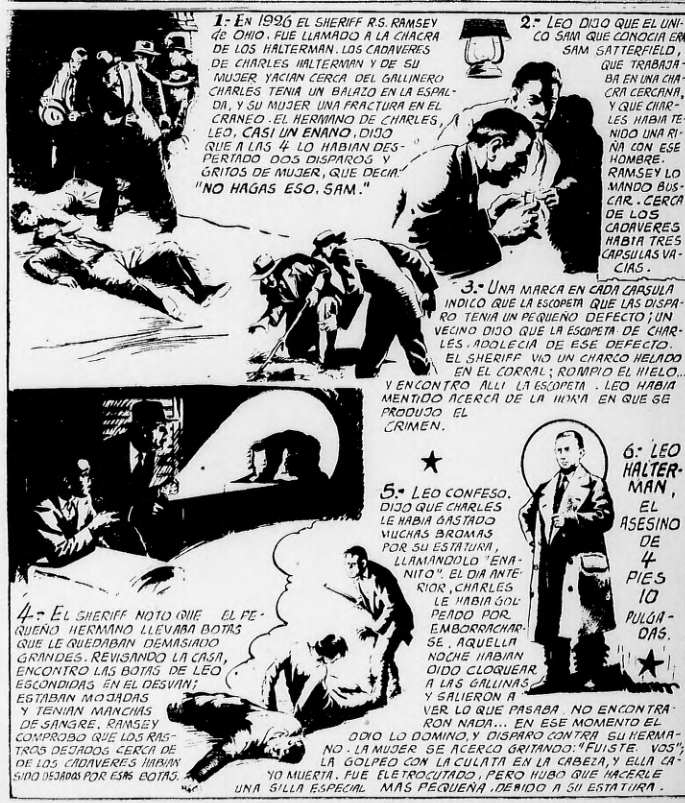 1.- EN 1926 EL SHERIFF R.S. RAMSEY
de OHIO, FUE LLAMADO A LA CHACRA
DE LOS HALTERMAN. LOS CADAVERES
DE CHARLES HALTERMAN Y DE SU
MUJER YACIAN CERCA DEL GALLINERO
CHARLES TENIA UN BALAZO EN LA ESPAL-
DA, Y SU MUJER UNA FRACTURA EN EL
CRANEO. EL HERMANO DE CHARLES,
LEO, CASI UN ENANO, DIJO
QUE A LAS 4 LO HABIAN DES-
PERTADO DOS DISPAROS Y
GRITOS DE MUJER, QUE DECIA:
"NO HAGAS ESO, SAM."
2.- LEO DIJO QUE EL UNI-
CO SAM QUE CONOCIA ERA
SAM SATTERFIELD,
QUE TRABAJA-
BA EN UNA CHA-
CRA CERCANA,
Y QUE CHAR-
LES HABIA TE-
NIDO UNA RI-
ÑA CON ESE
HOMBRE.
RAMSEY LO
MANDO BUS-
CAR. CERCA
DE LOS
CADAVERES
HABIA TRES
CAPSULAS VA-
CIAS.
3.- UNA MARCA EN CADA CAPSULA
INDICO QUE LA ESCOPETA QUE LAS DISPA-
RO TENIA UN PEQUEÑO DEFECTO; UN
VECINO DIJO QUE LA ESCOPETA DE CHAR-
LES ADOLECIA DE ESE DEFECTO.
EL SHERIFF VIO UN CHARCO HELADO
EN EL CORRAL; ROMPIO EL HIELO...
Y ENCONTRO ALLI LA ESCOPETA. LEO HABIA
MENTIDO ACERCA DE LA HORA EN QUE SE
PRODUJO EL
CRIMEN.
4.- EL SHERIFF NOTO QUE EL PE-
QUEÑO HERMANO LLEVABA BOTAS
QUE LE QUEDABAN DEMASIADO
GRANDES. REVISANDO LA CASA,
ENCONTRO LAS BOTAS DE LEO
ESCONDIDAS EN EL DESVAN;
ESTABAN MOJADAS
Y TENIAN MANCHAS
DE SANGRE, RAMSEY
COMPROBO QUE LOS RAS-
TROS DEJADOS CERCA DE
DE LOS CADAVERES HABIAN
SIDO DEJADOS POR ESAS BOTAS.
5.- LEO CONFESO.
DIJO QUE CHARLES
LE HABIA GASTADO
MUCHAS BROMAS
POR SU ESTATURA,
LLAMANDOLO "ENA-
NITO". EL DIA ANTE-
RIOR, CHARLES
LE HABIA GOL-
PEADO POR
EMBORRACHAR-
SE, AQUELLA
NOCHE HABIAN
OIDO CLOQUEAR
A LAS GALLINAS
Y SALIERON A
VER LO QUE PASABA. NO ENCONTRA-
RON NADA... EN ESE MOMENTO EL
ODIO LO DOMINO, Y DISPARO CONTRA SU HERMA-
NO. LA MUJER SE ACERCO GRITANDO: "FUISTE VOS";
LA GOLPEO CON LA CULATA EN LA CABEZA, Y ELLA CA-
YO MUERTA. FUE ELETROCUTADO, PERO HUBO QUE HACERLE
UNA SILLA ESPECIAL MAS PEQUEÑA, DEBIDO A SU ESTATURA.
6.- LEO
HALTER-
MAN,
EL
ASESINO
DE
4
PIES
10
PULGA-
DAS.